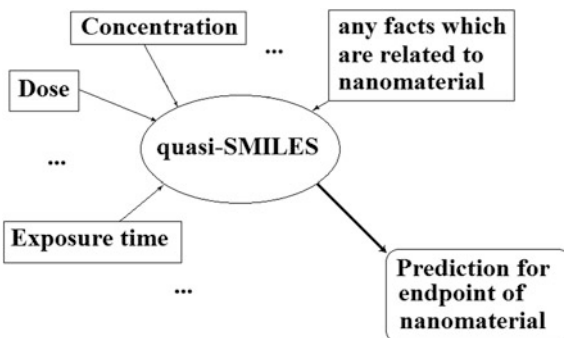 Concentration
...
any facts which
are related to
nanomaterial
Dose
...
quasi-SMILES
Exposure time
...
Prediction for
endpoint of
nanomaterial